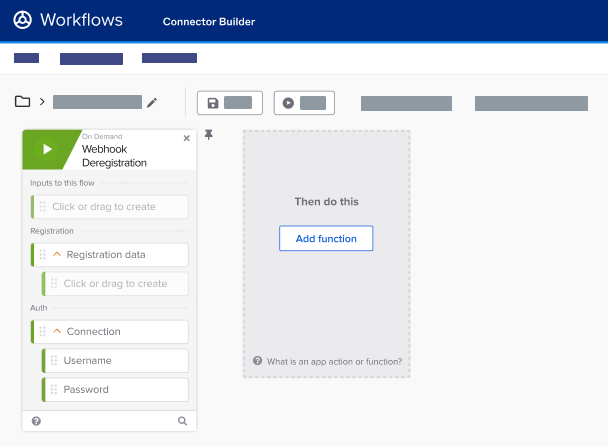 Workflows
Connector Builder
On Demand
Webhook
Deregistration
Inputs to this flow
Click or drag to create
Registration
Registration data
Click or drag to create
Auth
Connection
Username
Password
Then do this
Add function
What is an app action or function?